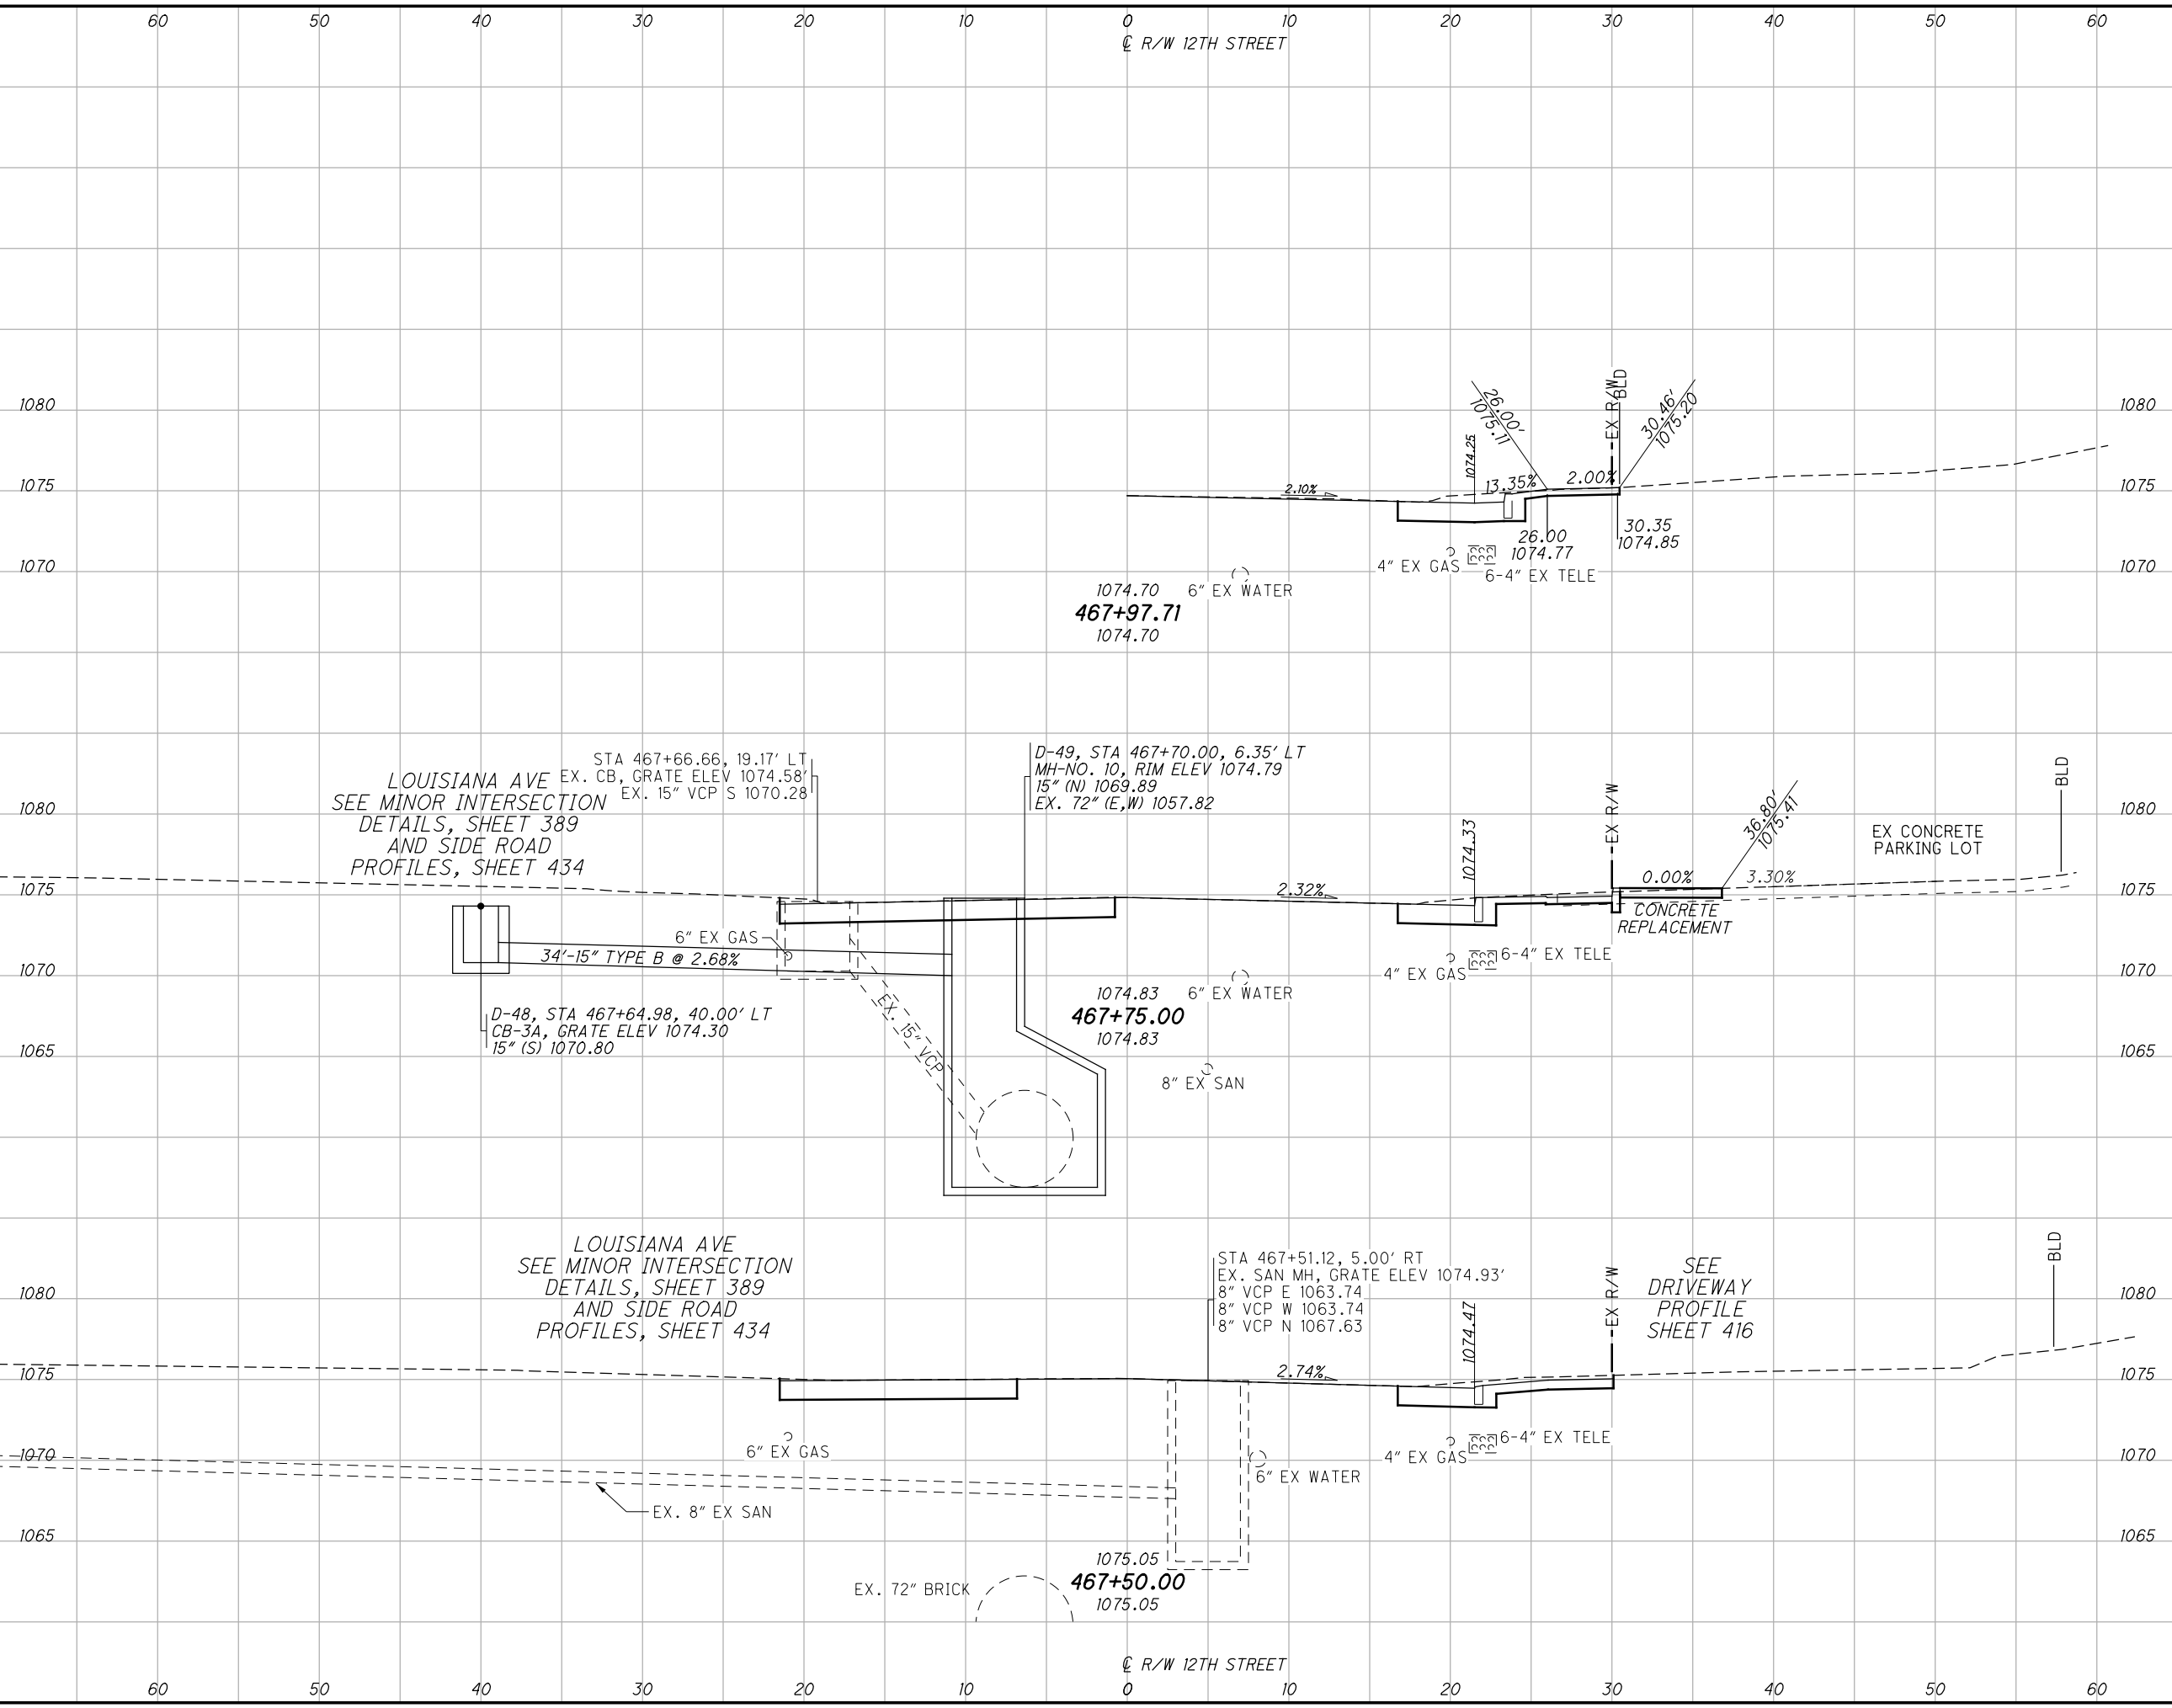 60 50 40 30 20 10 0 10 20 30 40 50 60
℄ R/W 12TH STREET
1080 1080
1075 1075
1070 1070
26.00'
1075.11
1074.25
EX R/W
BLD
30.46'
1075.20
2.10%
13.35%
2.00%
26.00
1074.77
30.35
1074.85
4" EX GAS
6-4" EX TELE
6" EX WATER
1074.70
467+97.71
1074.70
LOUISIANA AVE
SEE MINOR INTERSECTION
DETAILS, SHEET 389
AND SIDE ROAD
PROFILES, SHEET 434
STA 467+66.66, 19.17' LT
EX. CB, GRATE ELEV 1074.58'
EX. 15" VCP S 1070.28
D-49, STA 467+70.00, 6.35' LT
MH-NO. 10, RIM ELEV 1074.79
15" (N) 1069.89
EX. 72" (E,W) 1057.82
1080 1080
1075 1075
1070 1070
1065 1065
2.32%
1074.33
EX R/W
0.00%
36.80'
1075.41
3.30%
EX CONCRETE
PARKING LOT
BLD
CONCRETE
REPLACEMENT
6" EX GAS
34'-15" TYPE B @ 2.68%
EX. 15" VCP
D-48, STA 467+64.98, 40.00' LT
CB-3A, GRATE ELEV 1074.30
15" (S) 1070.80
4" EX GAS
6-4" EX TELE
6" EX WATER
1074.83
467+75.00
1074.83
8" EX SAN
LOUISIANA AVE
SEE MINOR INTERSECTION
DETAILS, SHEET 389
AND SIDE ROAD
PROFILES, SHEET 434
STA 467+51.12, 5.00' RT
EX. SAN MH, GRATE ELEV 1074.93'
8" VCP E 1063.74
8" VCP W 1063.74
8" VCP N 1067.63
1080 1080
1075 1075
1070 1070
1065 1065
2.74%
1074.47
EX R/W
SEE
DRIVEWAY
PROFILE
SHEET 416
BLD
6" EX GAS
EX. 8" EX SAN
4" EX GAS
6-4" EX TELE
6" EX WATER
EX. 72" BRICK
1075.05
467+50.00
1075.05
℄ R/W 12TH STREET
60 50 40 30 20 10 0 10 20 30 40 50 60